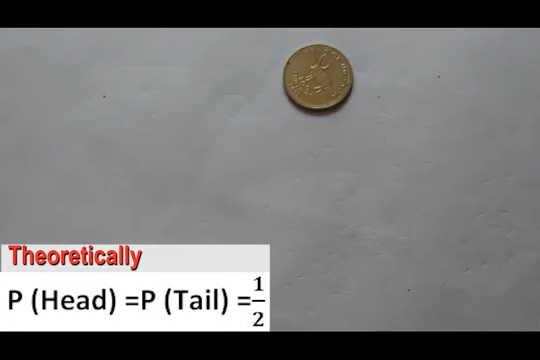 Theoretically
P (Head) =P (Tail) =1/2